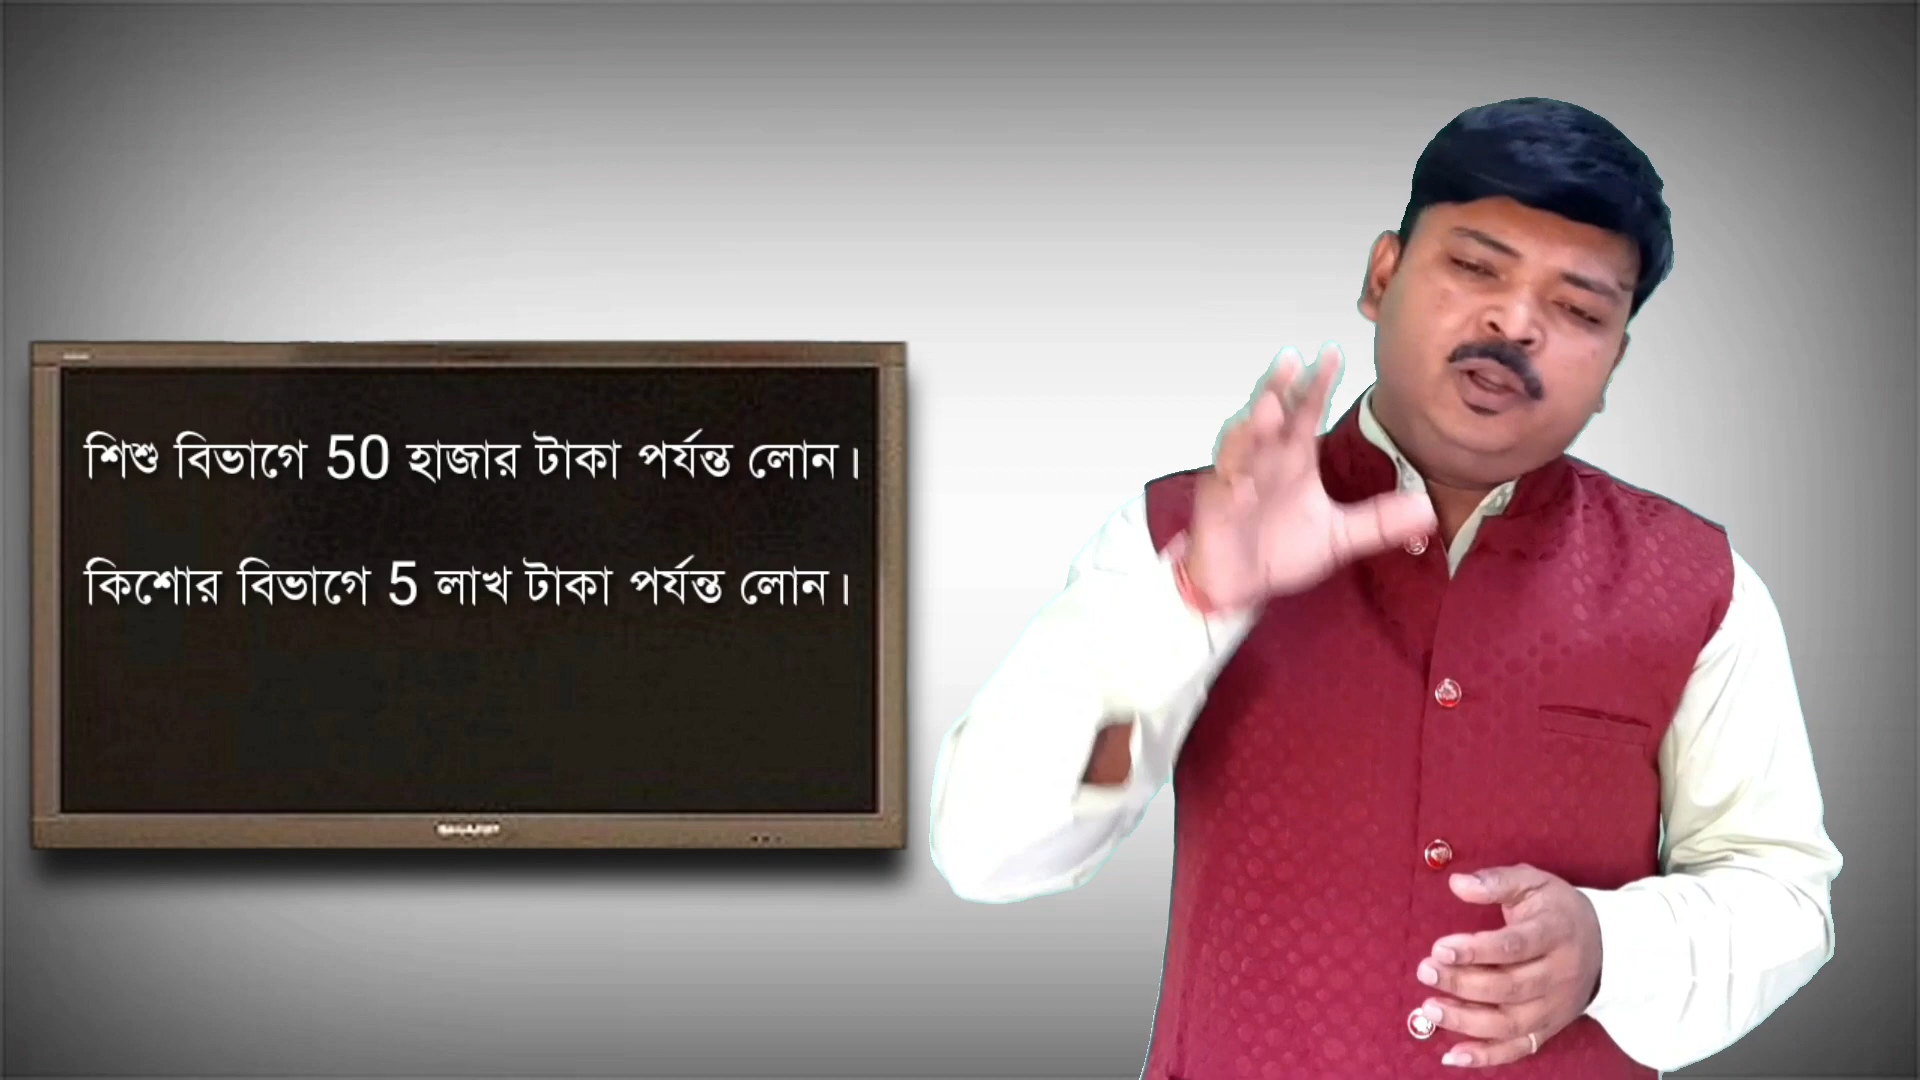 শিশু বিভাগে 50 হাজার টাকা পর্যন্ত লোন।
কিশোর বিভাগে 5 লাখ টাকা পর্যন্ত লোন।